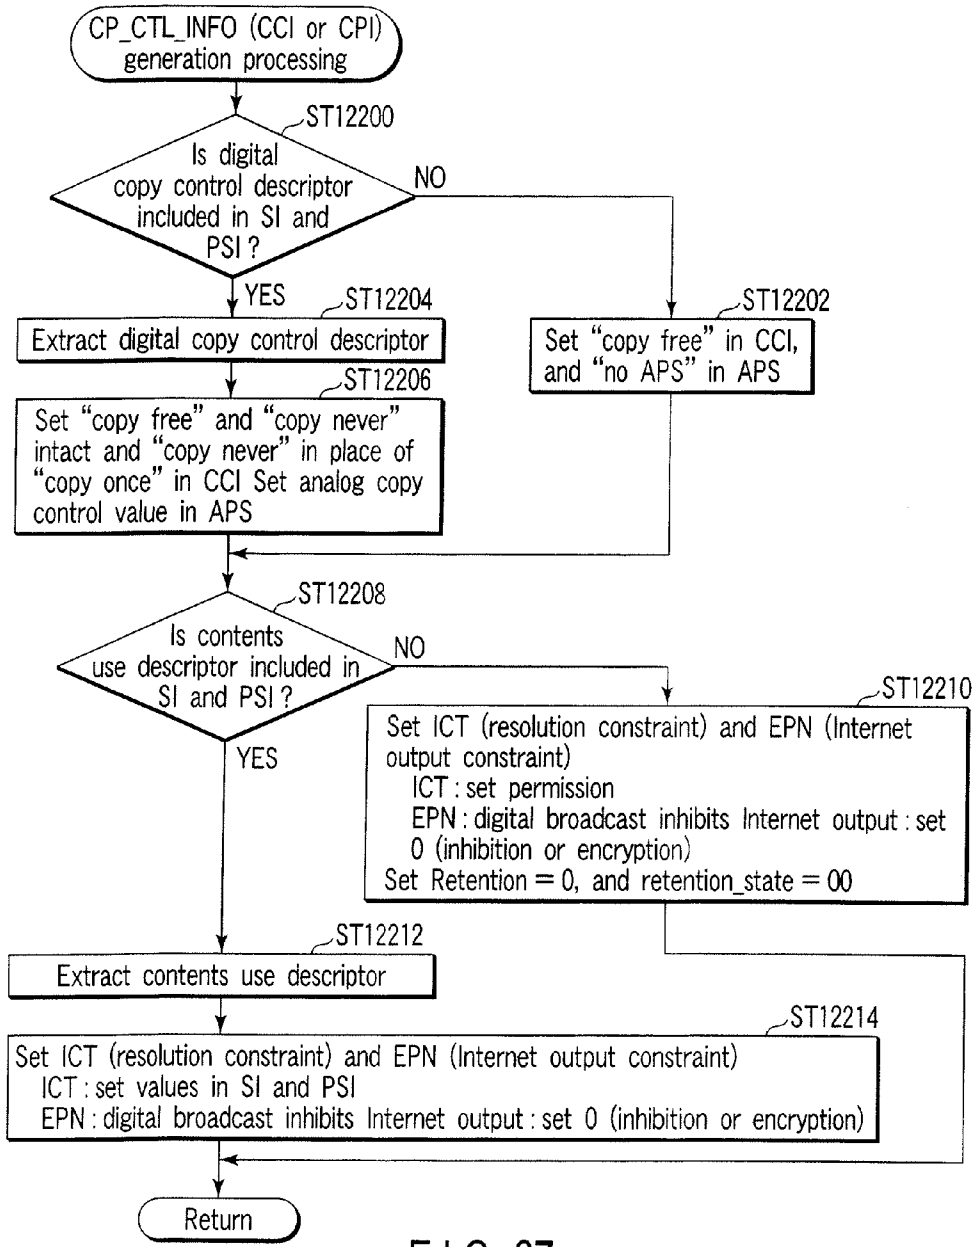 CP_CTL_INFO (CCI or CPI)
generation processing
ST12200
Is digital
copy control descriptor
included in SI and
PSI?
NO
YES
ST12204
Extract digital copy control descriptor
ST12202
Set “copy free” in CCI,
and “no APS” in APS
ST12206
Set “copy free” and “copy never”
intact and “copy never” in place of
“copy once” in CCI Set analog copy
control value in APS
ST12208
Is contents
use descriptor included in
SI and PSI?
NO
YES
ST12210
Set ICT (resolution constraint) and EPN (Internet
output constraint)
ICT : set permission
EPN : digital broadcast inhibits Internet output : set
0 (inhibition or encryption)
Set Retention = 0, and retention_state = 00
ST12212
Extract contents use descriptor
ST12214
Set ICT (resolution constraint) and EPN (Internet output constraint)
ICT : set values in SI and PSI
EPN : digital broadcast inhibits Internet output : set 0 (inhibition or encryption)
Return